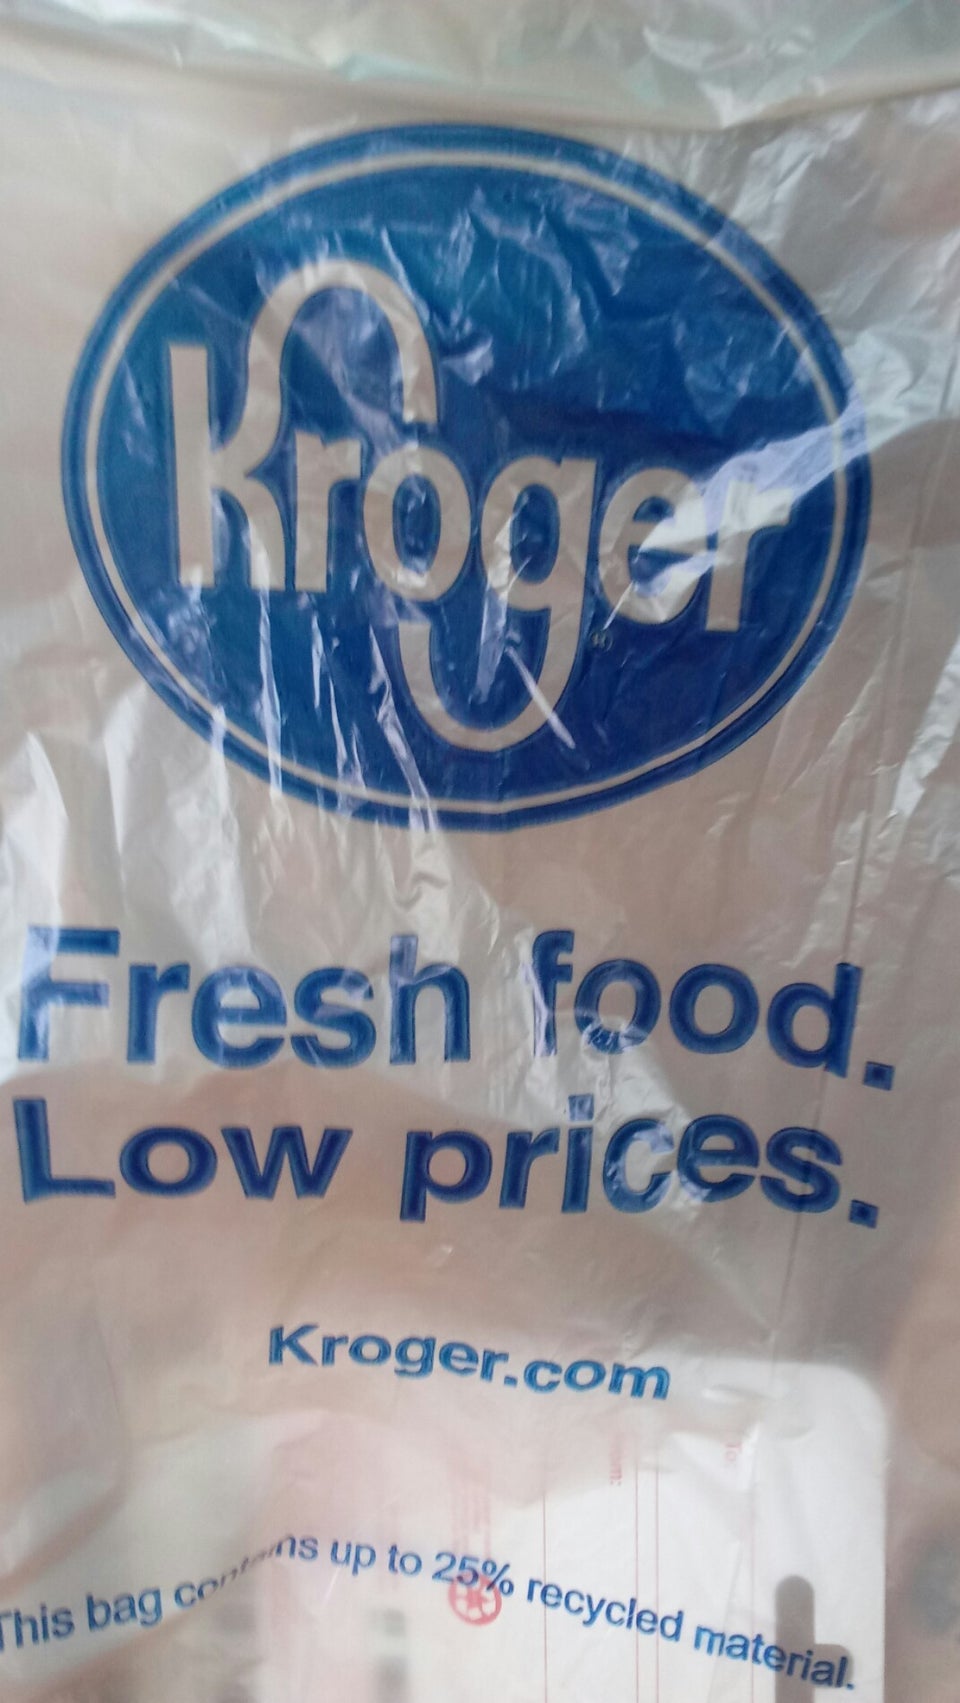 Kroger
Fresh food.
Low prices.
Kroger.com
This bag contains up to 25% recycled material.